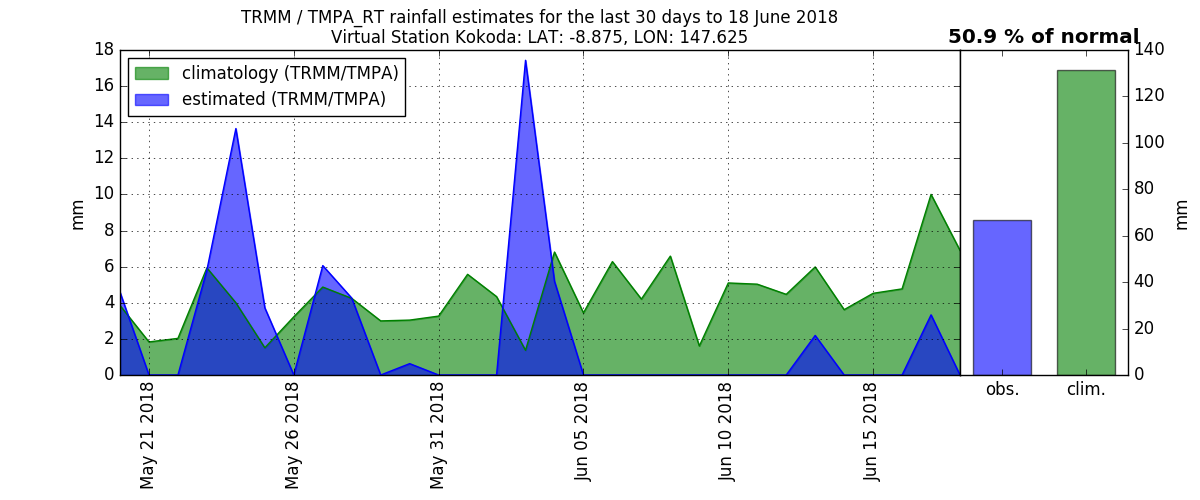 TRMM / TMPA_RT rainfall estimates for the last 30 days to 18 June 2018
Virtual Station Kokoda: LAT: -8.875, LON: 147.625
50.9 % of normal
climatology (TRMM/TMPA)
estimated (TRMM/TMPA)
mm
18
16
14
12
10
8
6
4
2
0
May 21 2018
May 26 2018
May 31 2018
Jun 05 2018
Jun 10 2018
Jun 15 2018
obs.
clim.
140
120
100
80
60
40
20
0
mm